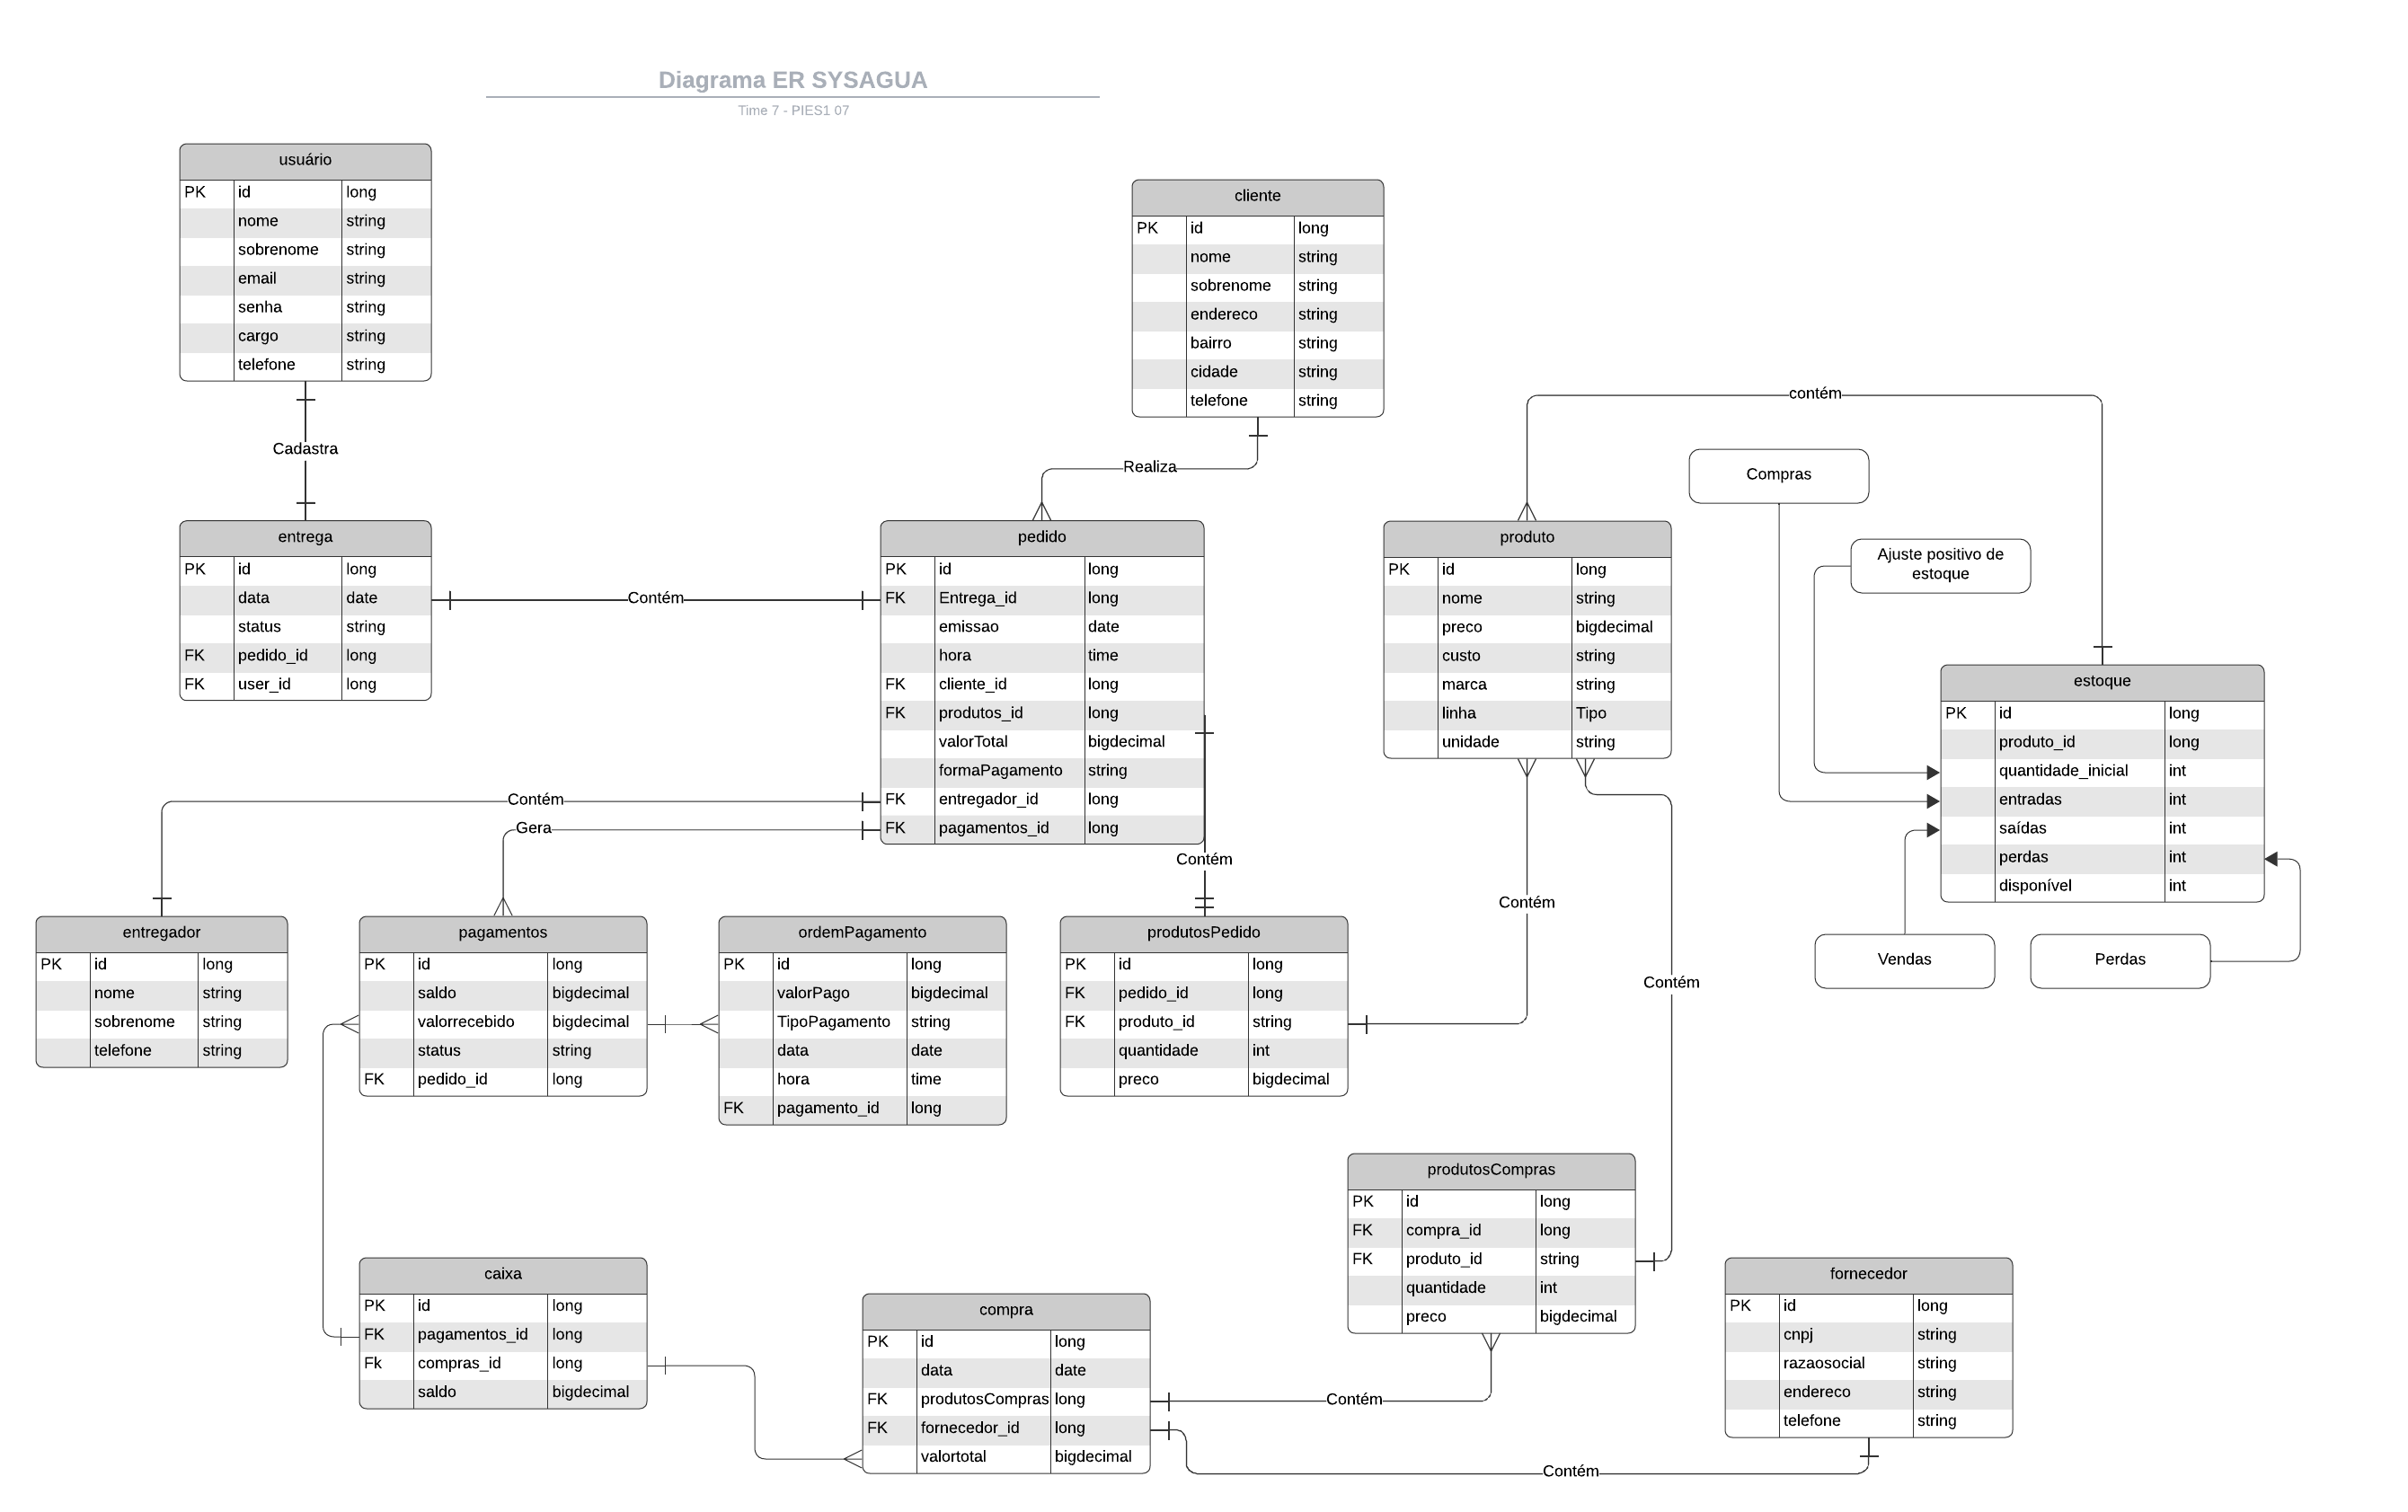 Diagrama ER SYSAGUA
Time 7 - PIES1 07
usuário
PK id long
nome string
sobrenome string
email string
senha string
cargo string
telefone string
Cadastra
cliente
PK id long
nome string
sobrenome string
endereco string
bairro string
cidade string
telefone string
Realiza
contém
Compras
Ajuste positivo de
estoque
entrega
PK id long
data date
status string
FK pedido_id long
FK user_id long
Contém
pedido
PK id long
FK Entrega_id long
emissao date
hora time
FK cliente_id long
FK produtos_id long
valorTotal bigdecimal
formaPagamento string
FK entregador_id long
FK pagamentos_id long
produto
PK id long
nome string
preco bigdecimal
custo string
marca string
linha Tipo
unidade string
estoque
PK id long
produto_id long
quantidade_inicial int
entradas int
saídas int
perdas int
disponível int
Contém
Gera
Contém
Contém
Contém
Vendas
Perdas
entregador
PK id long
nome string
sobrenome string
telefone string
pagamentos
PK id long
saldo bigdecimal
valorrecebido bigdecimal
status string
FK pedido_id long
ordemPagamento
PK id long
valorPago bigdecimal
TipoPagamento string
data date
hora time
FK pagamento_id long
produtosPedido
PK id long
FK pedido_id long
FK produto_id string
quantidade int
preco bigdecimal
produtosCompras
PK id long
FK compra_id long
FK produto_id string
quantidade int
preco bigdecimal
caixa
PK id long
FK pagamentos_id long
Fk compras_id long
saldo bigdecimal
compra
PK id long
data date
FK produtosCompras long
FK fornecedor_id long
valortotal bigdecimal
Contém
fornecedor
PK id long
cnpj string
razaosocial string
endereco string
telefone string
Contém